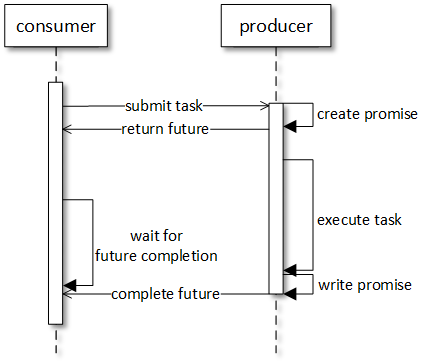 consumer
producer
submit task
create promise
return future
execute task
wait for
future completion
write promise
complete future